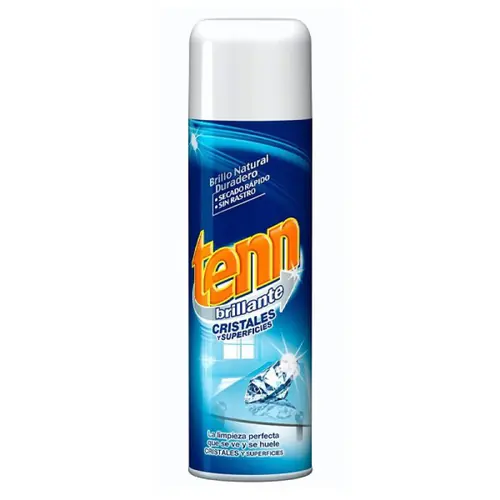 Brillo Natural
Duradero
• SECADO RÁPIDO
• SIN RASTRO
tenn
brillante
CRISTALES
Y SUPERFICIES
La limpieza perfecta
que se ve y se huele
CRISTALES Y SUPERFICIES